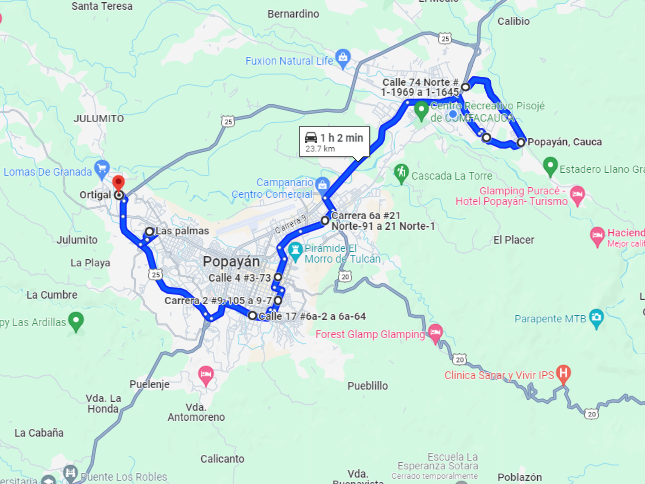 Santa Teresa
Bernardino
El Medio
Calibio
25
Fuxion Natural Life
Calle 74 Norte #
1-1969 a 1-1645
Centro Recreativo Pisojé
de COMFACAUCA
JULUMITO
25
1 h 2 min
23.7 km
Popayán, Cauca
Lomas De Granada
Cascada La Torre
Estadero Llano Gra
Ortigal
Campanario
Centro Comercial
Glamping Puracé -
Hotel Popayán- Turismo
Carrera 6a #21
Norte-91 a 21 Norte-1
Carrera 9
Las palmas
Hacienc
Mejor calif
Julumito
El Placer
Pirámide El
Morro de Tulcán
La Playa
Popayán
25
Calle 4 #3-73
20
La Cumbre
Carrera 2 #9-105 a 9-7
py Las Ardillas
Calle 17 #6a-2 a 6a-64
Parapente MTB
Forest Glamp Glamping
20
Clinica Sanar y Vivir IPS
Puelenje
Pueblillo
20
Vda. La
Honda
Vda.
Antomoreno
La Cabaña
Calicanto
Escuela La
Esperanza Sotara
Cerrado temporalmente
Puente Los Robles
ersitaria
Vda.
Buenavista
Poblazón